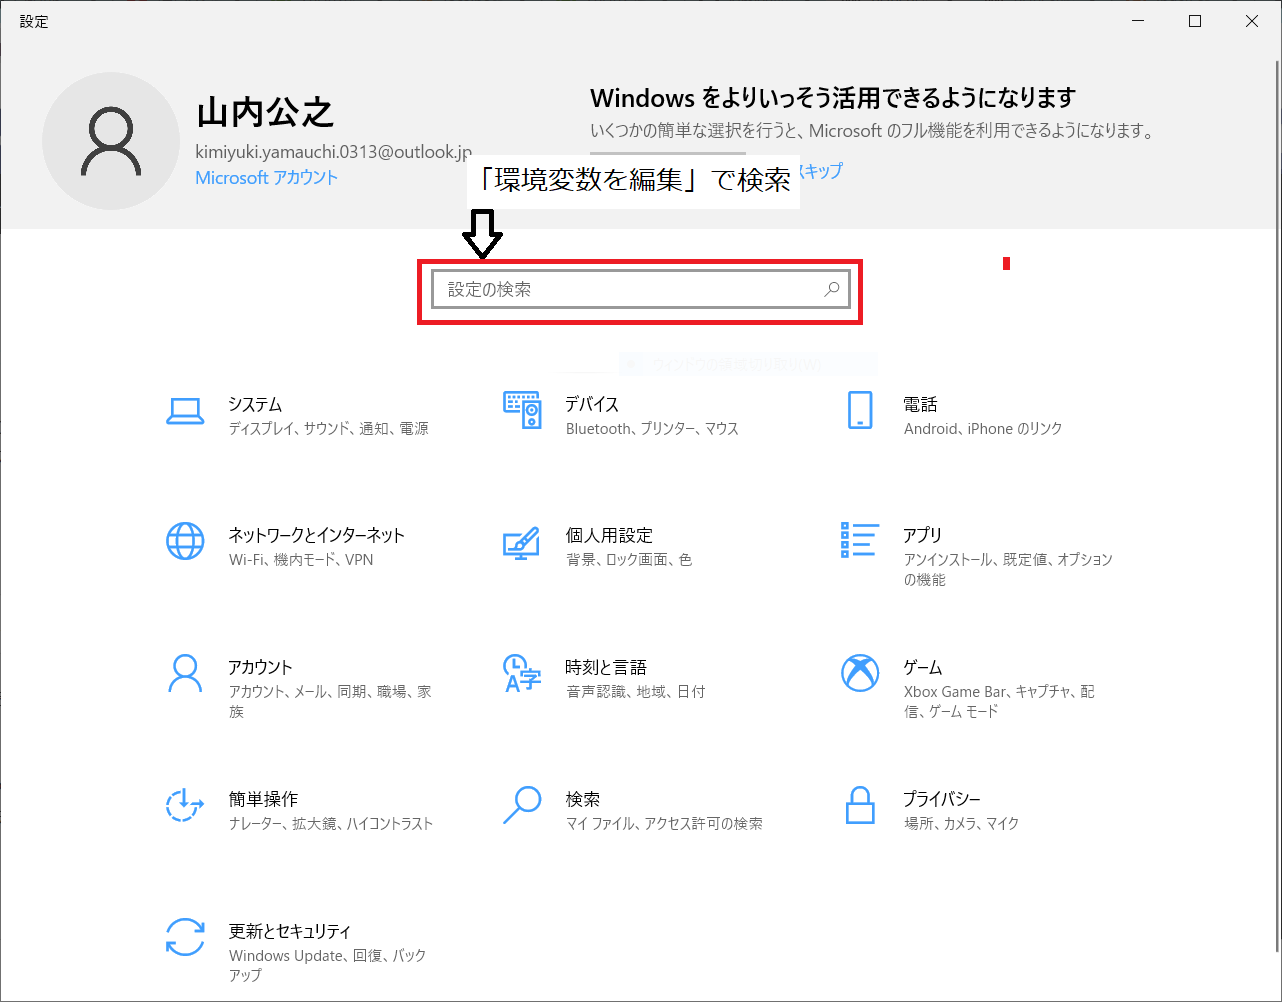 設定
山内公之
kimiyuki.yamauchi.0313@outlook.jp
Microsoft アカウント
Windows をよりいっそう活用できるようになります
いくつかの簡単な選択を行うと、Microsoft のフル機能を利用できるようになります。
スキップ
「環境変数を編集」で検索
設定の検索
ウィンドウの領域切り取り(W)
システム
ディスプレイ、サウンド、通知、電源
デバイス
Bluetooth、プリンター、マウス
電話
Android、iPhone のリンク
ネットワークとインターネット
Wi-Fi、機内モード、VPN
個人用設定
背景、ロック画面、色
アプリ
アンインストール、既定値、オプション
の機能
アカウント
アカウント、メール、同期、職場、家
族
時刻と言語
音声認識、地域、日付
ゲーム
Xbox Game Bar、キャプチャ、配
信、ゲーム モード
簡単操作
ナレーター、拡大鏡、ハイコントラスト
検索
マイ ファイル、アクセス許可の検索
プライバシー
場所、カメラ、マイク
更新とセキュリティ
Windows Update、回復、バック
アップ